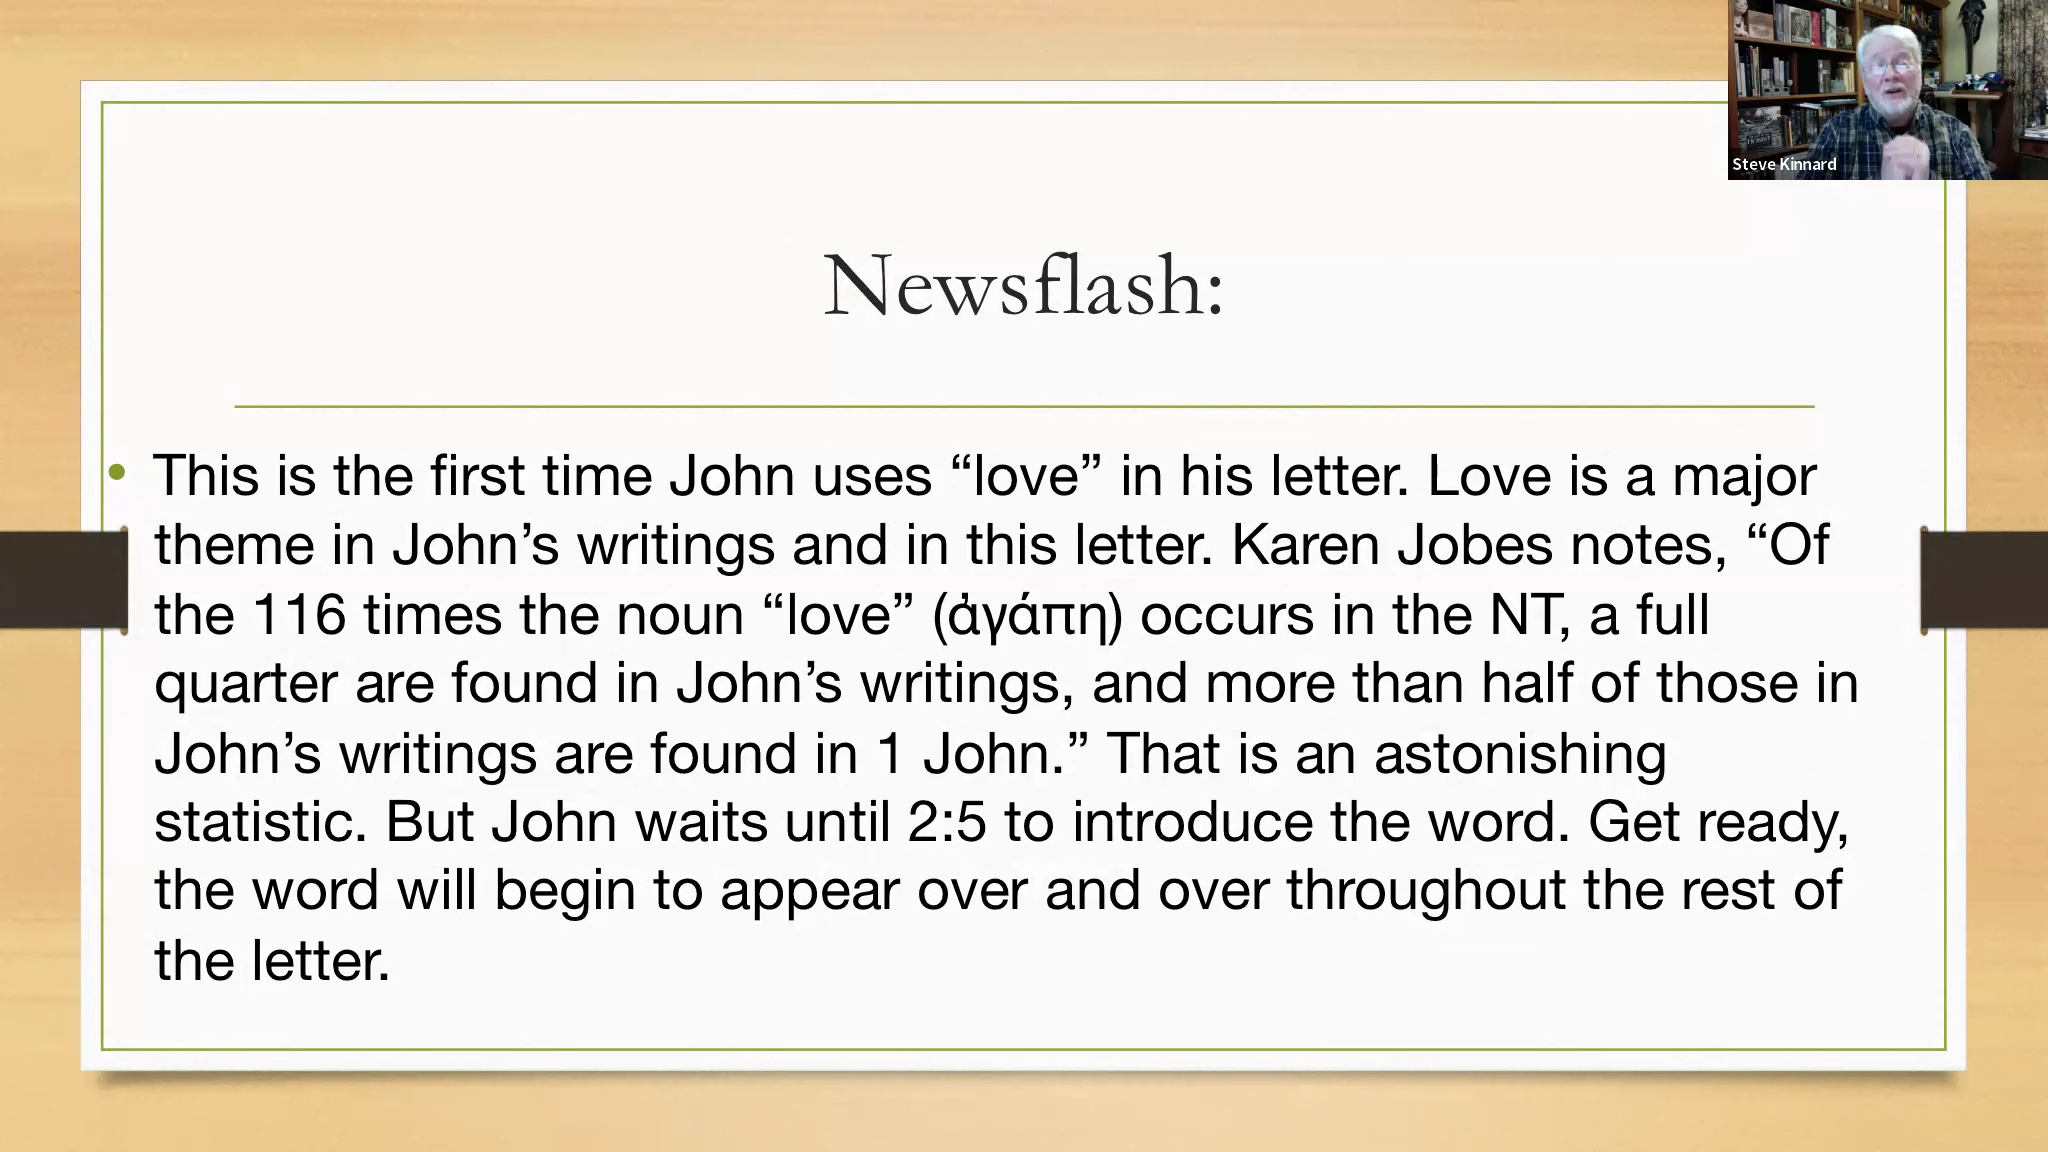 Steve Kinnard
Newsflash:
• This is the first time John uses “love” in his letter. Love is a major
theme in John’s writings and in this letter. Karen Jobes notes, “Of
the 116 times the noun “love” (ἀγάπη) occurs in the NT, a full
quarter are found in John’s writings, and more than half of those in
John’s writings are found in 1 John.” That is an astonishing
statistic. But John waits until 2:5 to introduce the word. Get ready,
the word will begin to appear over and over throughout the rest of
the letter.